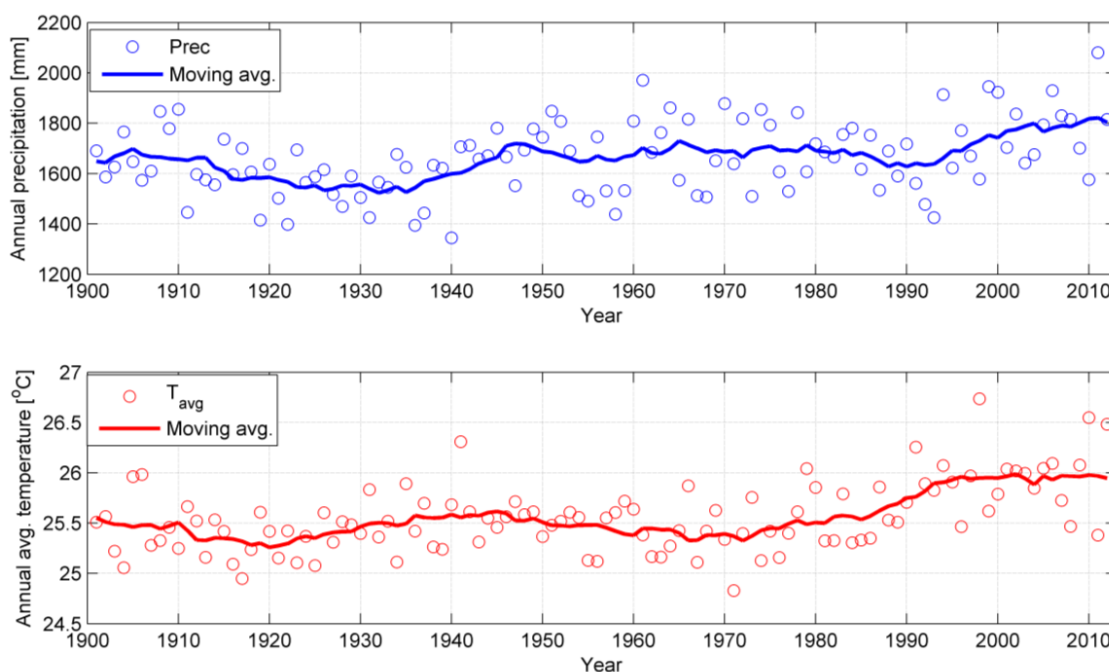 2200
2000
1800
1600
1400
1200
Annual precipitation [mm]
Prec
Moving avg.
1900 1910 1920 1930 1940 1950 1960 1970 1980 1990 2000 2010
Year
27
26.5
26
25.5
25
24.5
Annual avg. temperature [°C]
Tavg
Moving avg.
1900 1910 1920 1930 1940 1950 1960 1970 1980 1990 2000 2010
Year